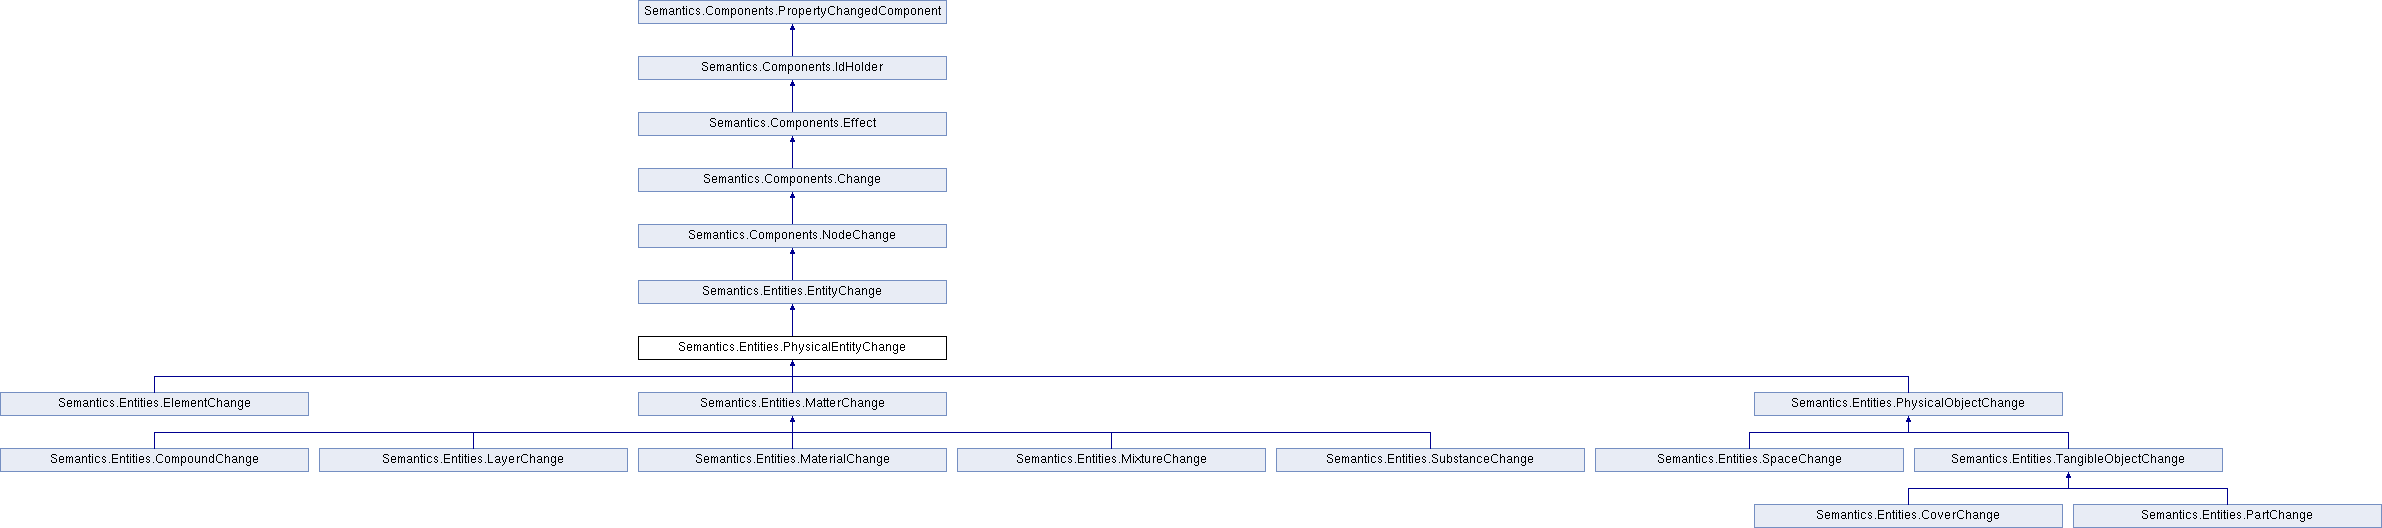 Semantics.Components.PropertyChangedComponent
Semantics.Components.IdHolder
Semantics.Components.Effect
Semantics.Components.Change
Semantics.Components.NodeChange
Semantics.Entities.EntityChange
Semantics.Entities.PhysicalEntityChange
Semantics.Entities.ElementChange
Semantics.Entities.MatterChange
Semantics.Entities.PhysicalObjectChange
Semantics.Entities.CompoundChange
Semantics.Entities.LayerChange
Semantics.Entities.MaterialChange
Semantics.Entities.MixtureChange
Semantics.Entities.SubstanceChange
Semantics.Entities.SpaceChange
Semantics.Entities.TangibleObjectChange
Semantics.Entities.CoverChange
Semantics.Entities.PartChange